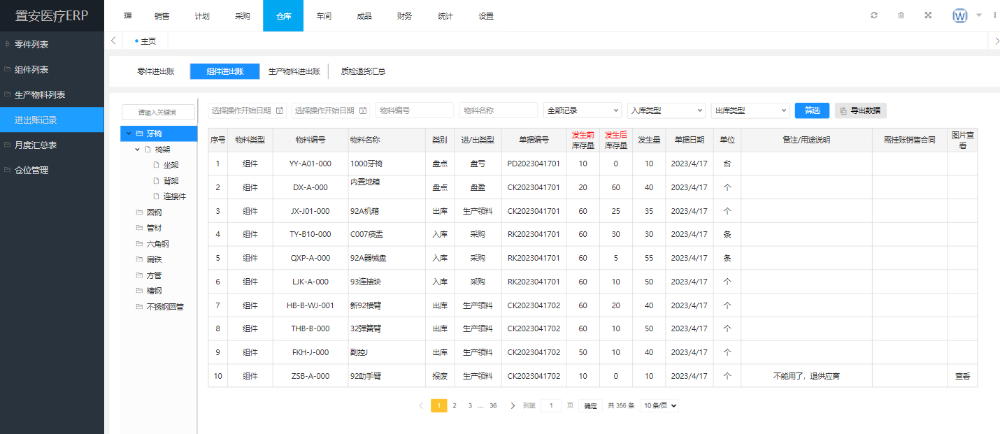 置安医疗ERP
销售 计划 采购 仓库 车间 成品 财务 统计 设置
零件列表
组件列表
生产物料列表
进出账记录
月度汇总表
仓位管理
主页
零件进出账 组件进出账 生产物料进出账 质检退货汇总
请输入关键词
牙椅
椅架
坐架
背架
连接件
圆钢
管材
六角钢
扁铁
方管
槽钢
不锈钢圆管
选择操作开始日期 选择操作开始日期 物料编号 物料名称 全部记录 入库类型 出库类型 筛选 导出数据
序号 物料类型 物料编号 物料名称 类别 进/出类型 单据编号 发生前库存量 发生后库存量 发生量 单据日期 单位 备注/用途说明 需挂账销售合同 图片查看
1 组件 YY-A01-000 1000牙椅 盘点 盘亏 PD2023041701 10 0 10 2023/4/17 台
2 组件 DX-A-000 内置地箱 盘点 盘盈 CK2023041701 20 60 40 2023/4/17 个
3 组件 JX-J01-000 92A机箱 出库 生产领料 CK2023041701 60 25 35 2023/4/17 个
4 组件 TY-B10-000 C007痰盂 入库 采购 RK2023041701 60 30 30 2023/4/17 条
5 组件 QXP-A-000 92A器械盘 入库 采购 RK2023041701 60 5 55 2023/4/17 条
6 组件 LJK-A-000 93连接块 入库 采购 RK2023041701 60 10 50 2023/4/17 个
7 组件 HB-B-WJ-001 新92横臂 出库 生产领料 CK2023041702 60 20 40 2023/4/17 个
8 组件 THB-B-000 32弹簧臂 出库 生产领料 CK2023041702 60 10 50 2023/4/17 个
9 组件 FKH-J-000 副控J 出库 生产领料 CK2023041702 50 10 40 2023/4/17 个
10 组件 ZSB-A-000 92助手臂 报废 生产领料 CK2023041702 10 0 10 2023/4/17 个 不能用了，退供应商 查看
1 2 3 ... 36 到第 1 页 确定 共 356 条 10 条/页